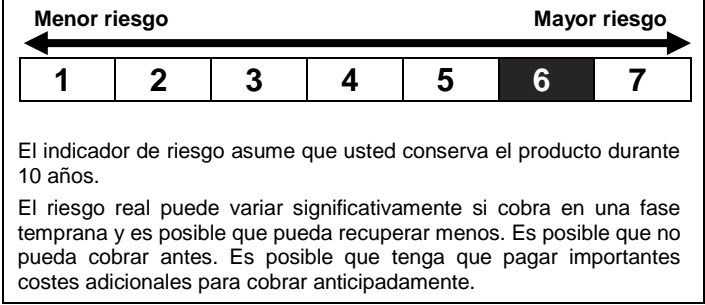 Menor riesgo Mayor riesgo
1 2 3 4 5 6 7
El indicador de riesgo asume que usted conserva el producto durante
10 años.
El riesgo real puede variar significativamente si cobra en una fase
temprana y es posible que pueda recuperar menos. Es posible que no
pueda cobrar antes. Es posible que tenga que pagar importantes
costes adicionales para cobrar anticipadamente.